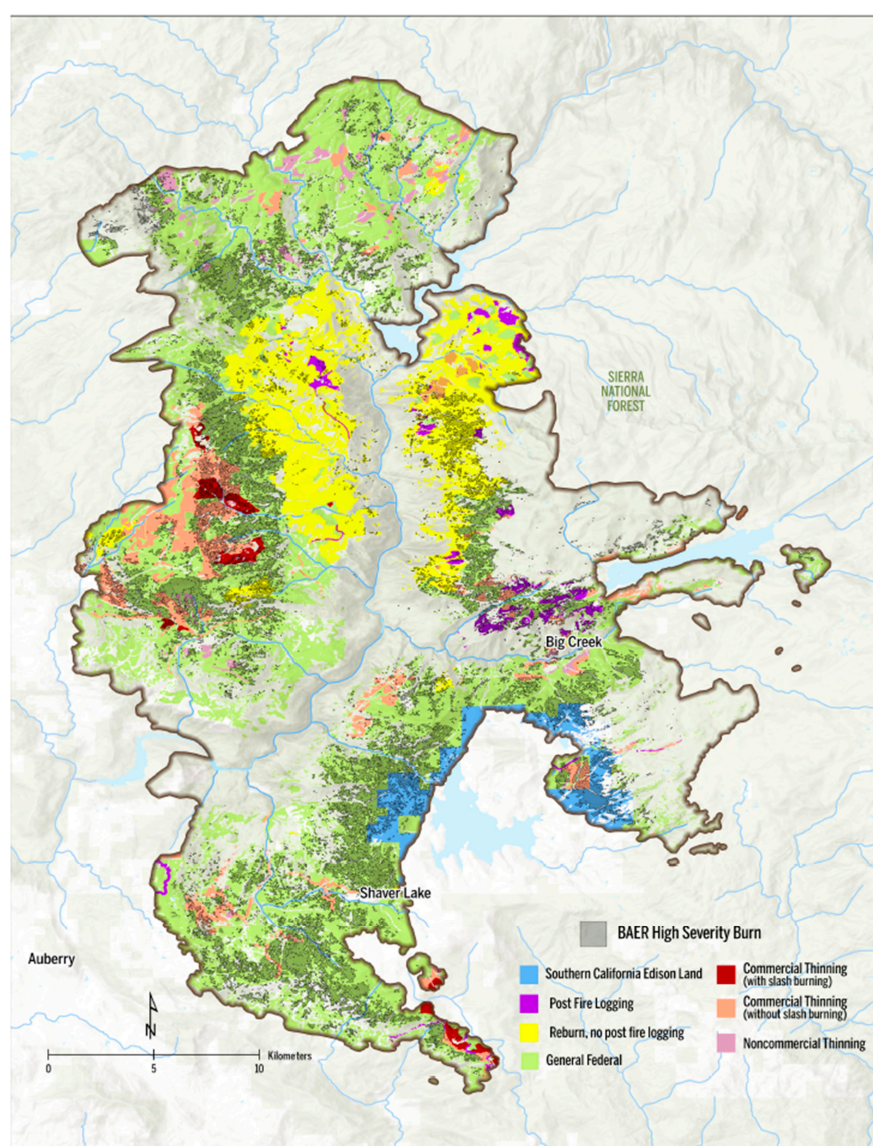 SIERRA
NATIONAL
FOREST
Big Creek
Shaver Lake
Auberry
N
Kilometers
0 5 10
BAER High Severity Burn
Southern California Edison Land
Post Fire Logging
Reburn, no post fire logging
General Federal
Commercial Thinning
(with slash burning)
Commercial Thinning
(without slash burning)
Noncommercial Thinning